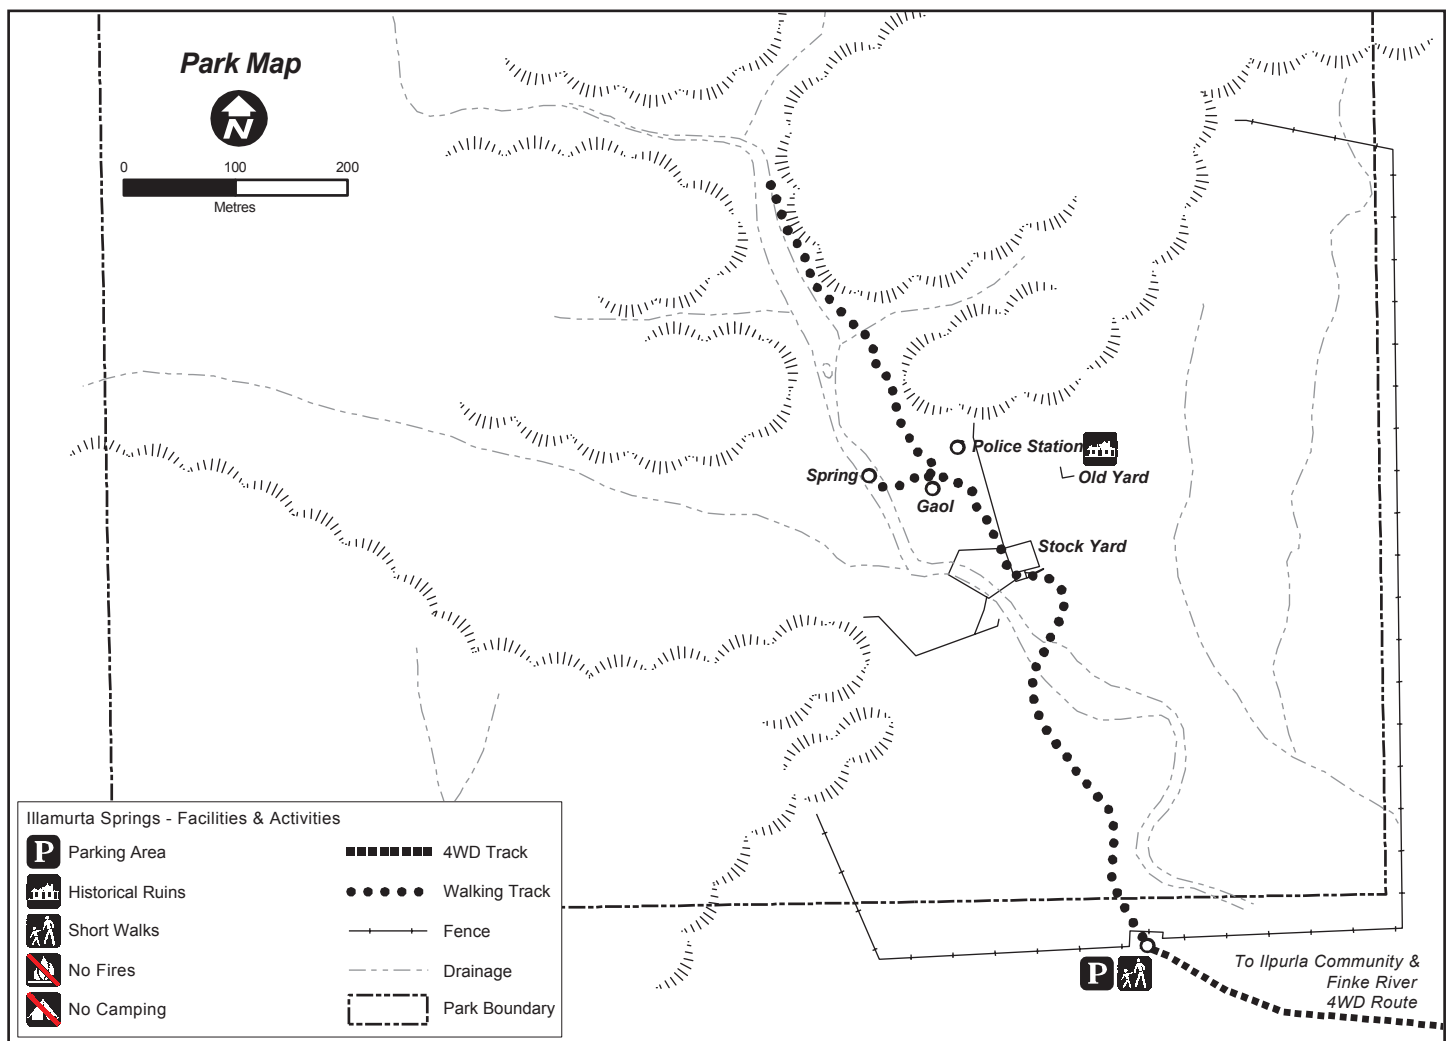 Park Map
N
0 100 200
Metres
Police Station
Spring
Old Yard
Gaol
Stock Yard
Illamurta Springs - Facilities & Activities
P Parking Area
Historical Ruins
Short Walks
No Fires
No Camping
4WD Track
Walking Track
Fence
Drainage
Park Boundary
P
To Ilpurla Community &
Finke River
4WD Route